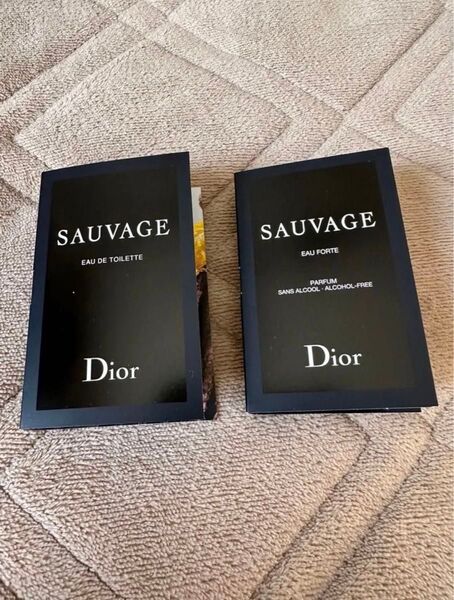 SAUVAGE
EAU DE TOILETTE
Dior
SAUVAGE
EAU FORTE
PARFUM
SANS ALCOOL - ALCOHOL-FREE
Dior